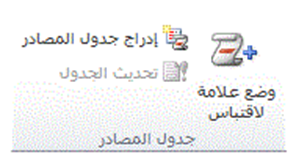 إدراج جدول المصادر
تحديث الجدول
وضع علامة
لاقتباس
جدول المصادر